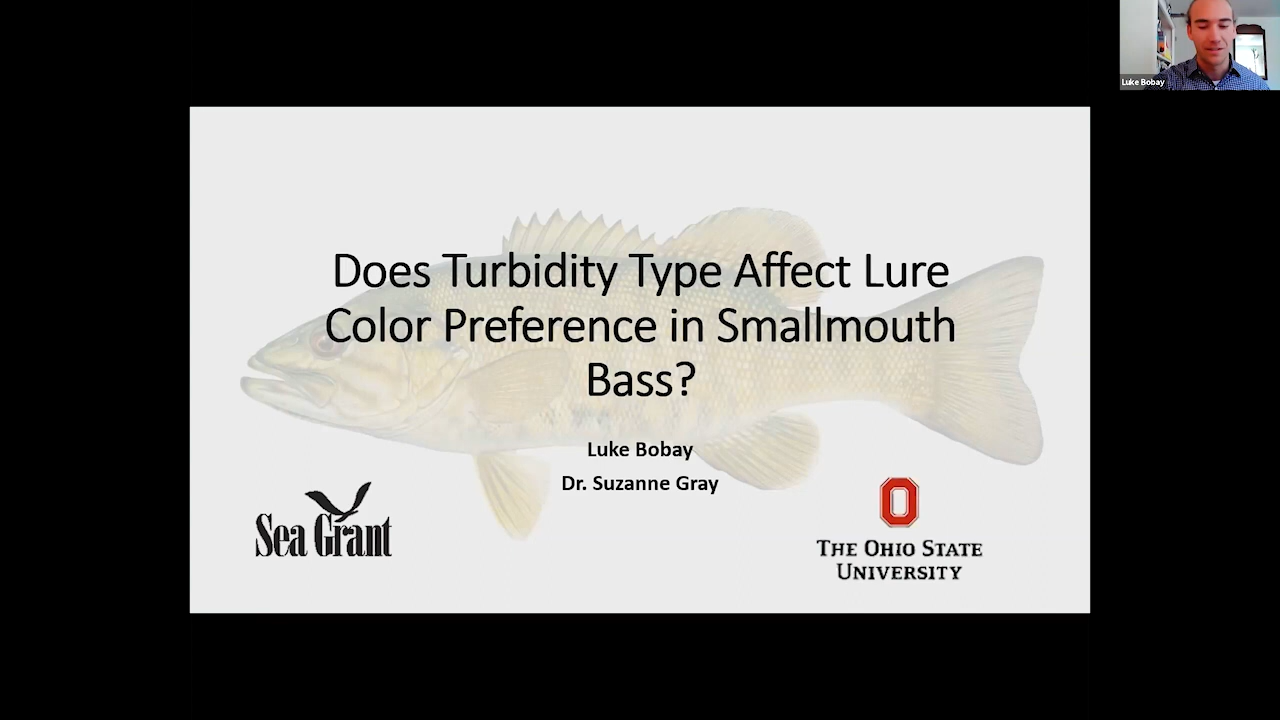 Luke Bobay
Does Turbidity Type Affect Lure
Color Preference in Smallmouth
Bass?
Luke Bobay
Dr. Suzanne Gray
Sea Grant
THE OHIO STATE
UNIVERSITY